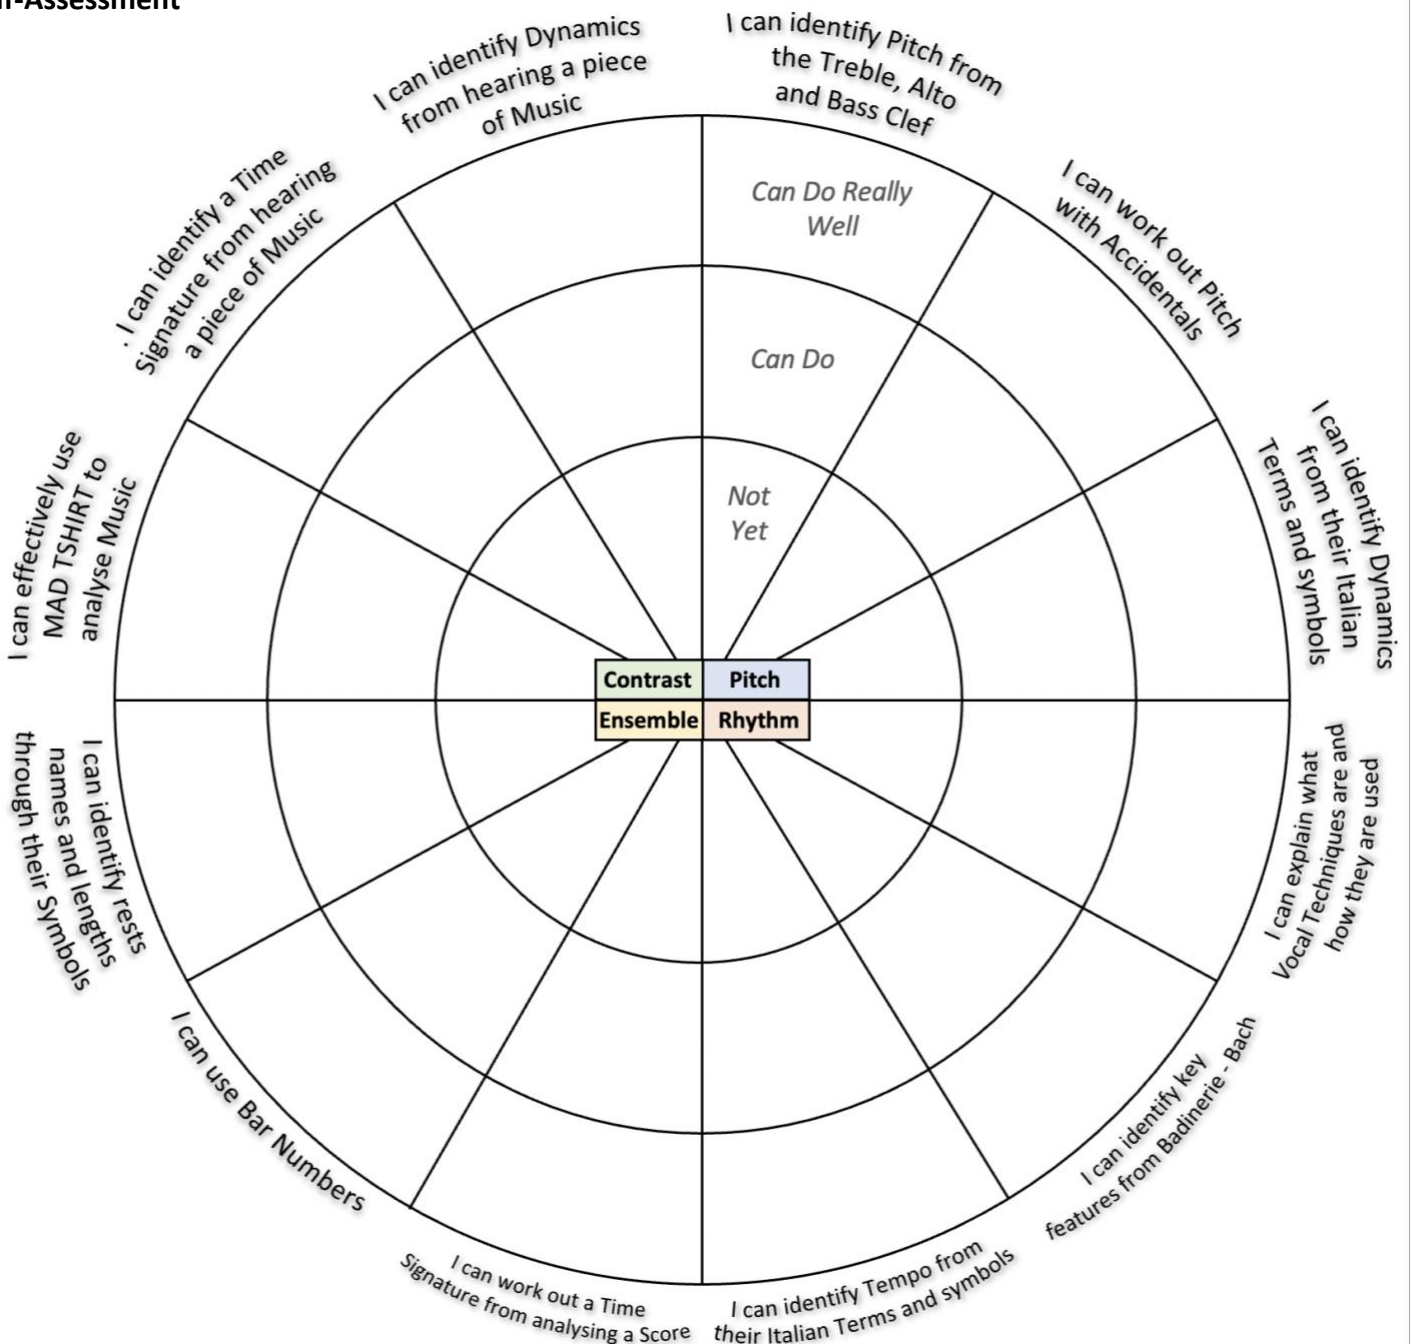 I can identify Dynamics
from hearing a piece
of Music
I can identify Pitch from
the Treble, Alto
and Bass Clef
I can work out Pitch
with Accidentals
I can identify Dynamics
from their Italian
Terms and symbols
I can explain what
Vocal Techniques are and
how they are used
I can identify key
features from Badinerie - Bach
I can identify Tempo from
their Italian Terms and symbols
I can work out a Time
Signature from analysing a Score
I can use Bar Numbers
I can identify rests
names and lengths
through their Symbols
I can effectively use
MAD TSHIRT to
analyse Music
. I can identify a Time
Signature from hearing
a piece of Music
Can Do Really
Well
Can Do
Not
Yet
Contrast Pitch
Ensemble Rhythm